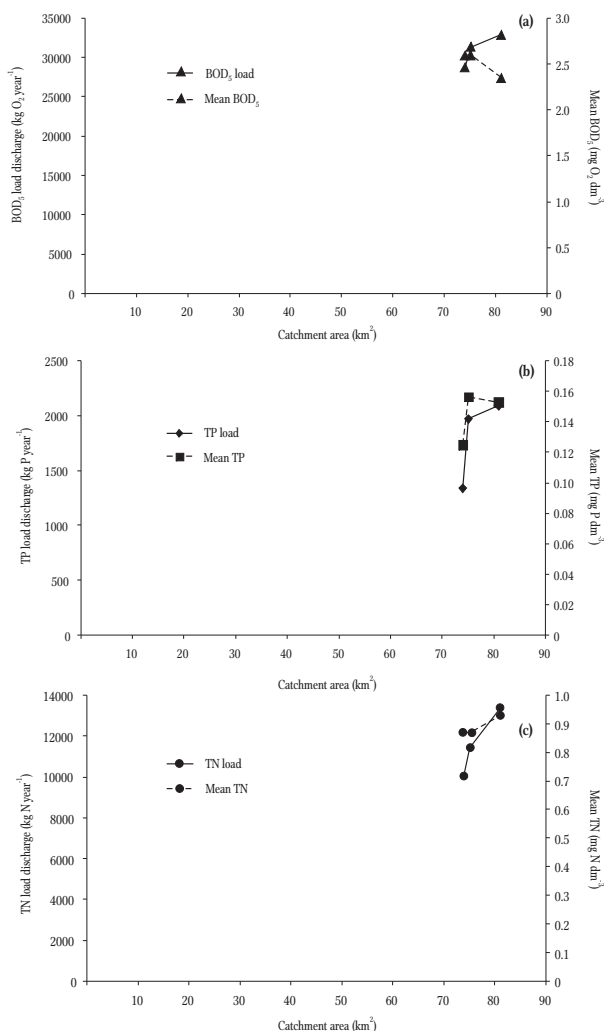 (a)
BOD₅ load discharge (kg O₂ year⁻¹)
35000
30000
25000
20000
15000
10000
5000
0
BOD₅ load
Mean BOD₅
3.0
2.5
2.0
1.5
1.0
0.5
0
Mean BOD₅ (mg O₂ dm⁻³)
10 20 30 40 50 60 70 80 90
Catchment area (km²)
(b)
TP load discharge (kg P year⁻¹)
2500
2000
1500
1000
500
0
TP load
Mean TP
0.18
0.16
0.14
0.12
0.10
0.08
0.06
0.04
0.02
0
Mean TP (mg P dm⁻³)
10 20 30 40 50 60 70 80 90
Catchment area (km²)
(c)
TN load discharge (kg N year⁻¹)
14000
12000
10000
8000
6000
4000
2000
0
TN load
Mean TN
1.0
0.9
0.8
0.7
0.6
0.5
0.4
0.3
0.2
0.1
0
Mean TN (mg N dm⁻³)
10 20 30 40 50 60 70 80 90
Catchment area (km²)